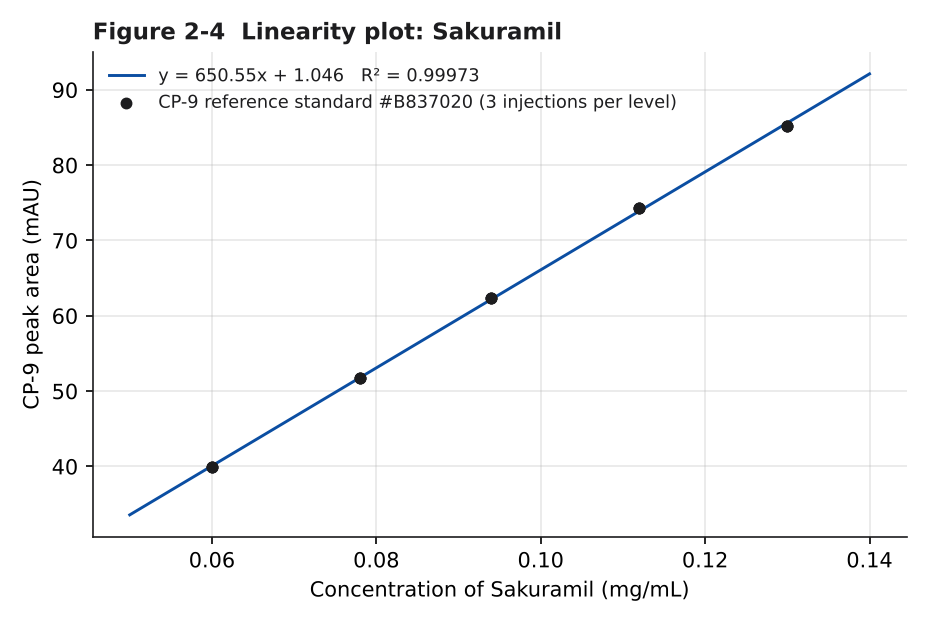 Figure 2-4  Linearity plot: Sakuramil
y = 650.55x + 1.046   R² = 0.99973
CP-9 reference standard #B837020 (3 injections per level)
CP-9 peak area (mAU)
90
80
70
60
50
40
0.06
0.08
0.10
0.12
0.14
Concentration of Sakuramil (mg/mL)